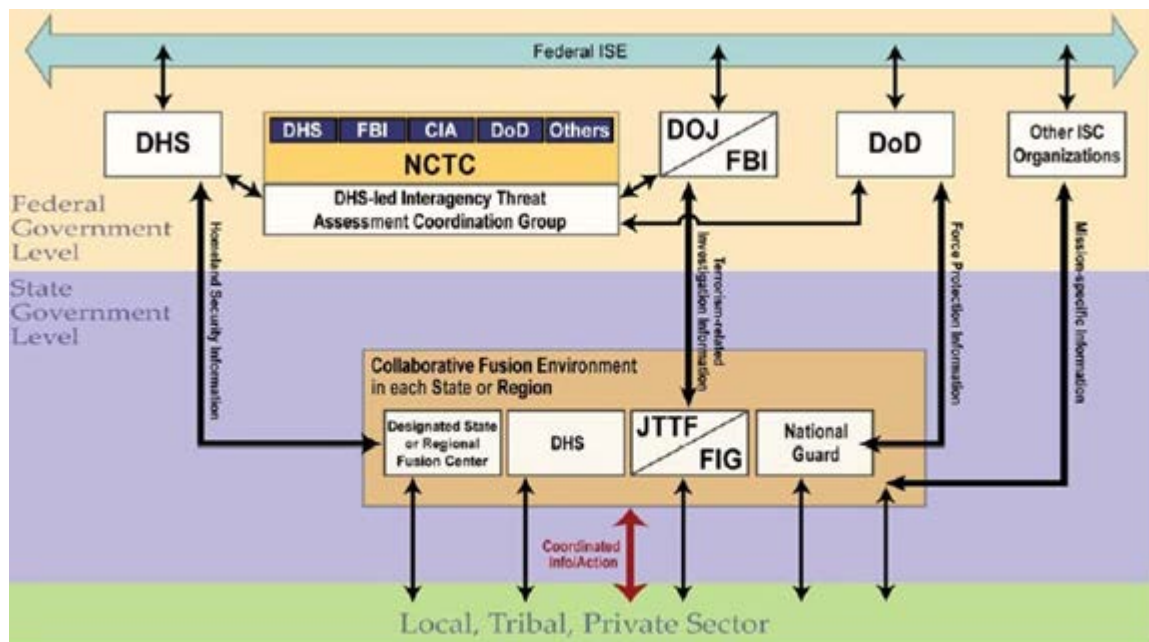 Federal ISE
DHS
DHS FBI CIA DoD Others
NCTC
DHS-led Interagency Threat
Assessment Coordination Group
DOJ
FBI
DoD
Other ISC
Organizations
Federal
Government
Level
State
Government
Level
Homeland Security Information
Terrorism-related
Investigation Information
Force Protection Information
Mission-specific Information
Collaborative Fusion Environment
in each State or Region
Designated State
or Regional
Fusion Center
DHS
JTTF
FIG
National
Guard
Coordinated
Info/Action
Local, Tribal, Private Sector